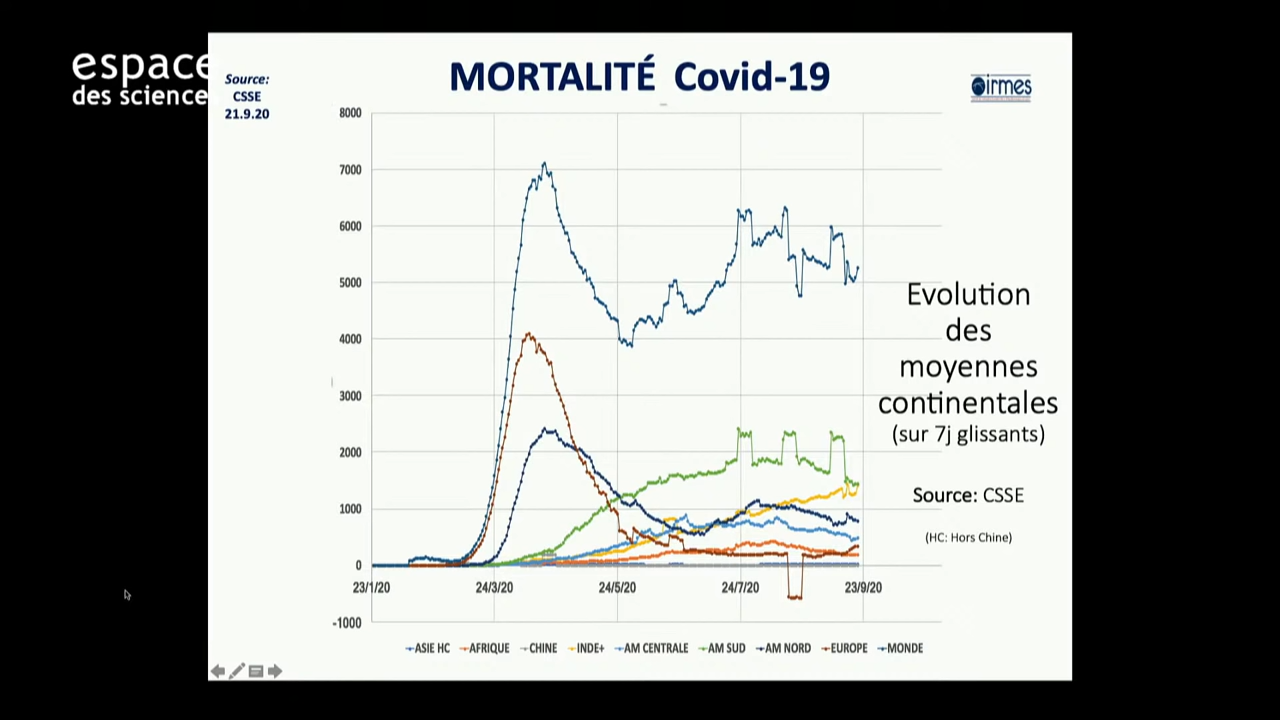 espace
des sciences
Source:
CSSE
21.9.20
MORTALITÉ Covid-19
irmes
8000
7000
6000
5000
4000
3000
2000
1000
0
-1000
23/1/20
24/3/20
24/5/20
24/7/20
23/9/20
Evolution
des
moyennes
continentales
(sur 7j glissants)
Source: CSSE
(HC: Hors Chine)
ASIE HC AFRIQUE CHINE INDE+ AM CENTRALE AM SUD AM NORD EUROPE MONDE